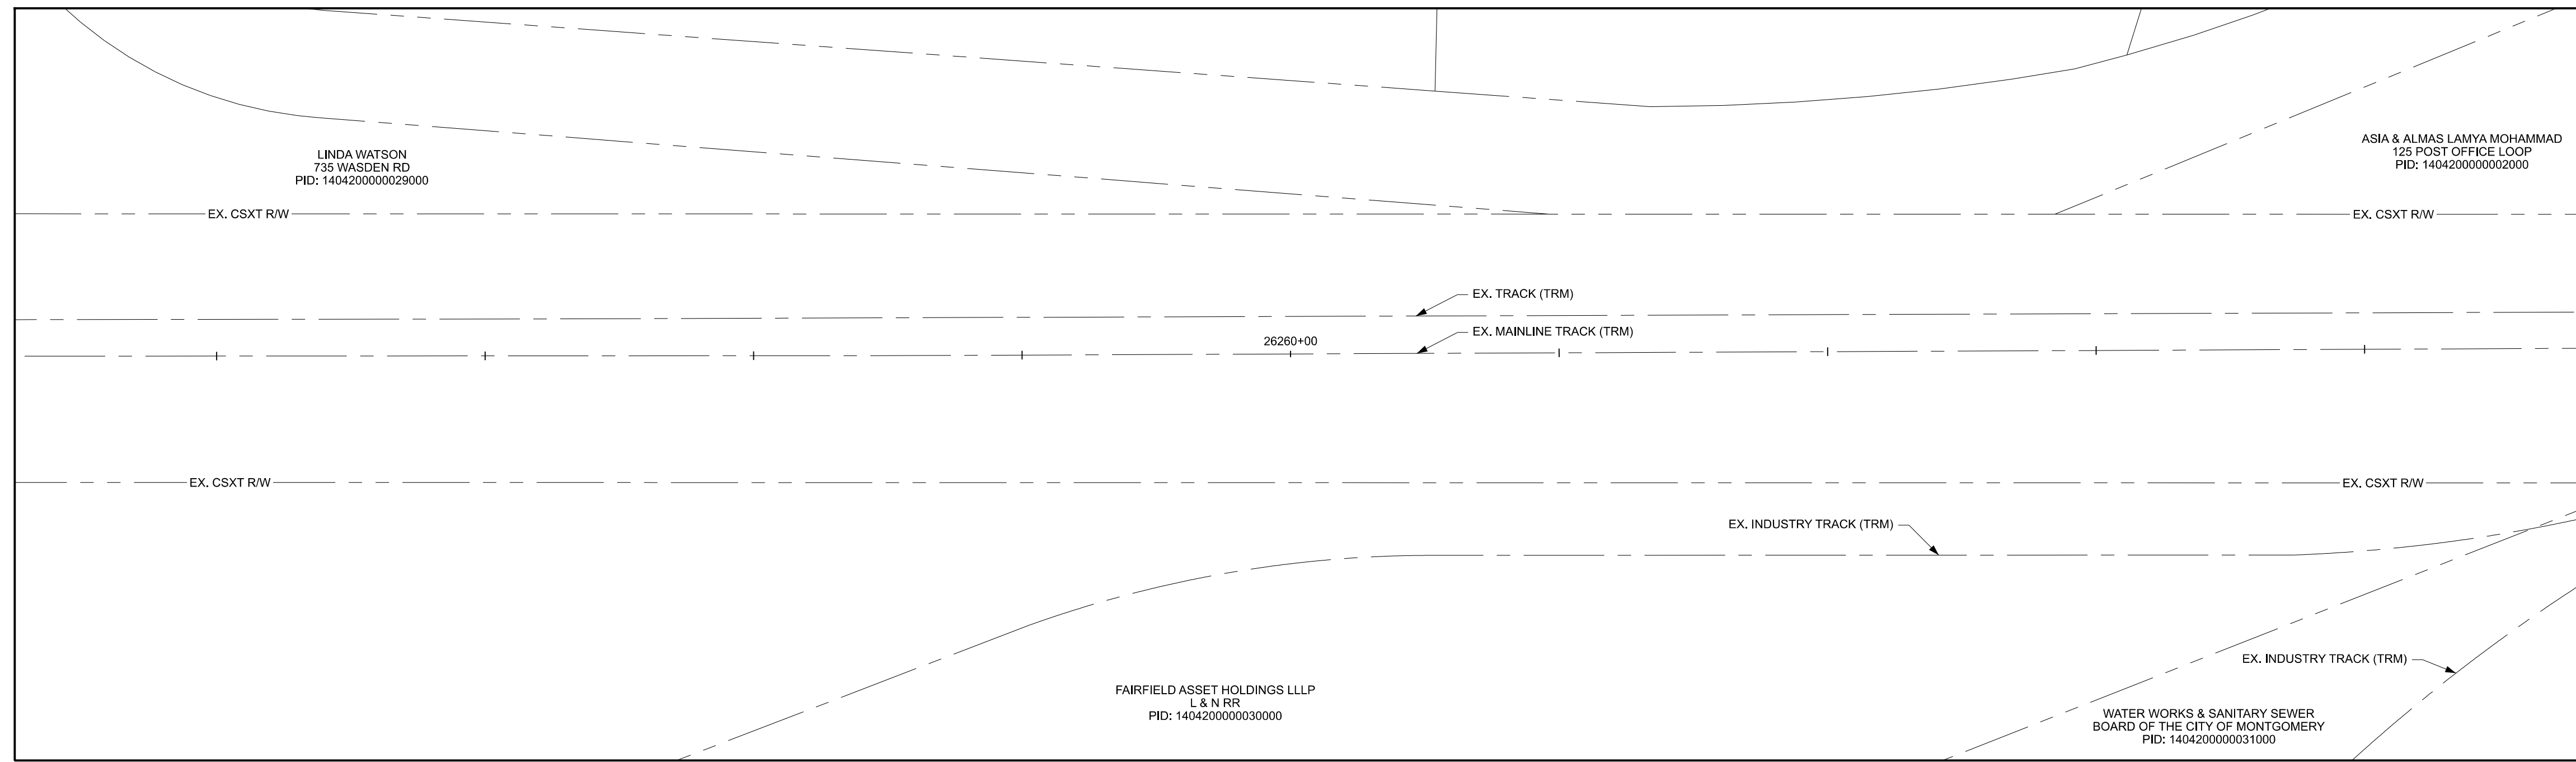 LINDA WATSON
735 WASDEN RD
PID: 1404200000029000
ASIA & ALMAS LAMYA MOHAMMAD
125 POST OFFICE LOOP
PID: 1404200000002000
EX. CSXT R/W
EX. CSXT R/W
EX. TRACK (TRM)
EX. MAINLINE TRACK (TRM)
26260+00
EX. CSXT R/W
EX. CSXT R/W
EX. INDUSTRY TRACK (TRM)
EX. INDUSTRY TRACK (TRM)
FAIRFIELD ASSET HOLDINGS LLLP
L & N RR
PID: 1404200000030000
WATER WORKS & SANITARY SEWER
BOARD OF THE CITY OF MONTGOMERY
PID: 1404200000031000